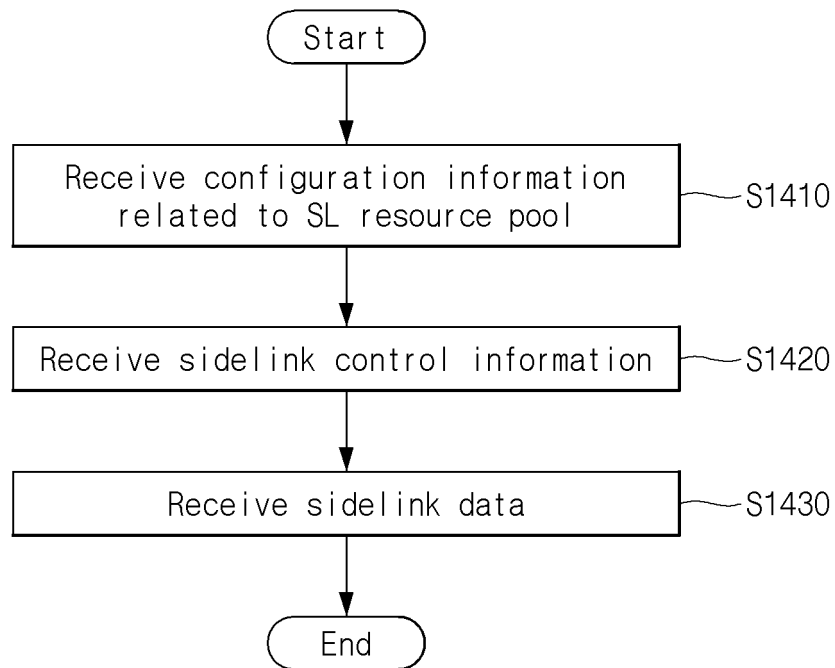 Start
Receive configuration information
related to SL resource pool
S1410
Receive sidelink control information
S1420
Receive sidelink data
S1430
End